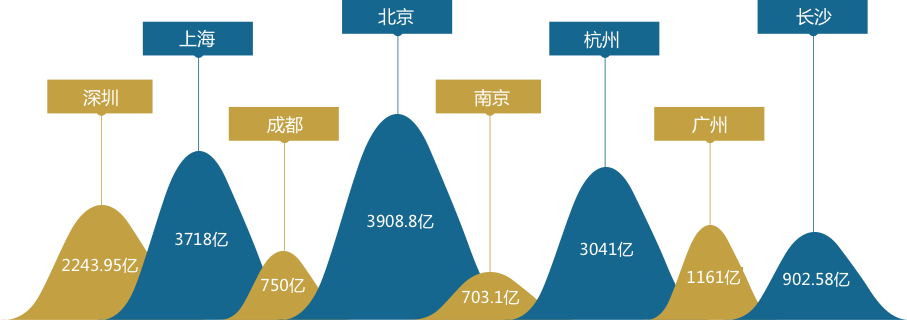 北京
长沙
上海
杭州
深圳
南京
成都
广州
3908.8亿
3718亿
3041亿
2243.95亿
1161亿
902.58亿
750亿
703.1亿